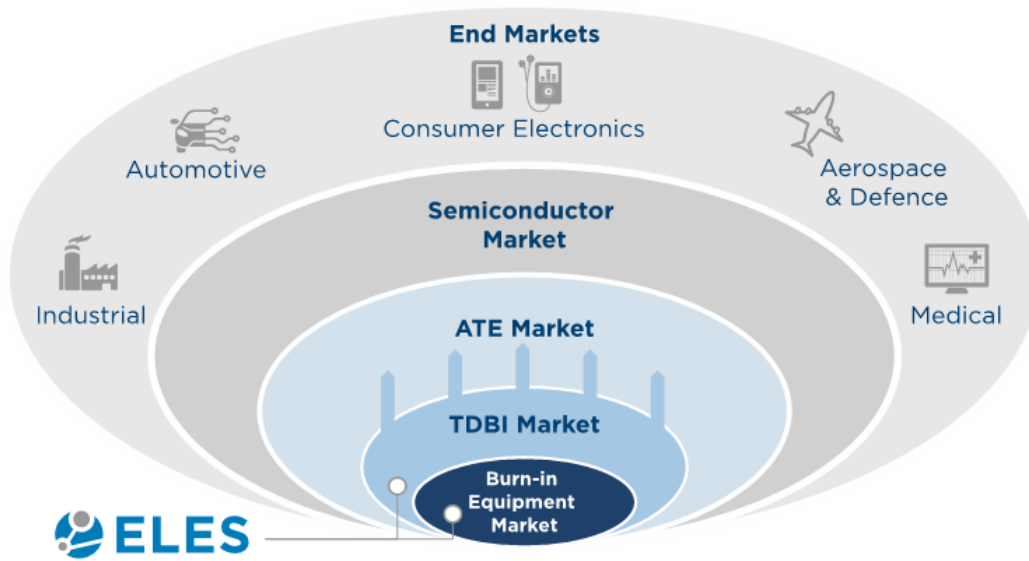 End Markets
Consumer Electronics
Automotive
Aerospace
& Defence
Semiconductor
Market
Industrial
Medical
ATE Market
TDBI Market
Burn-in
Equipment
Market
ELES